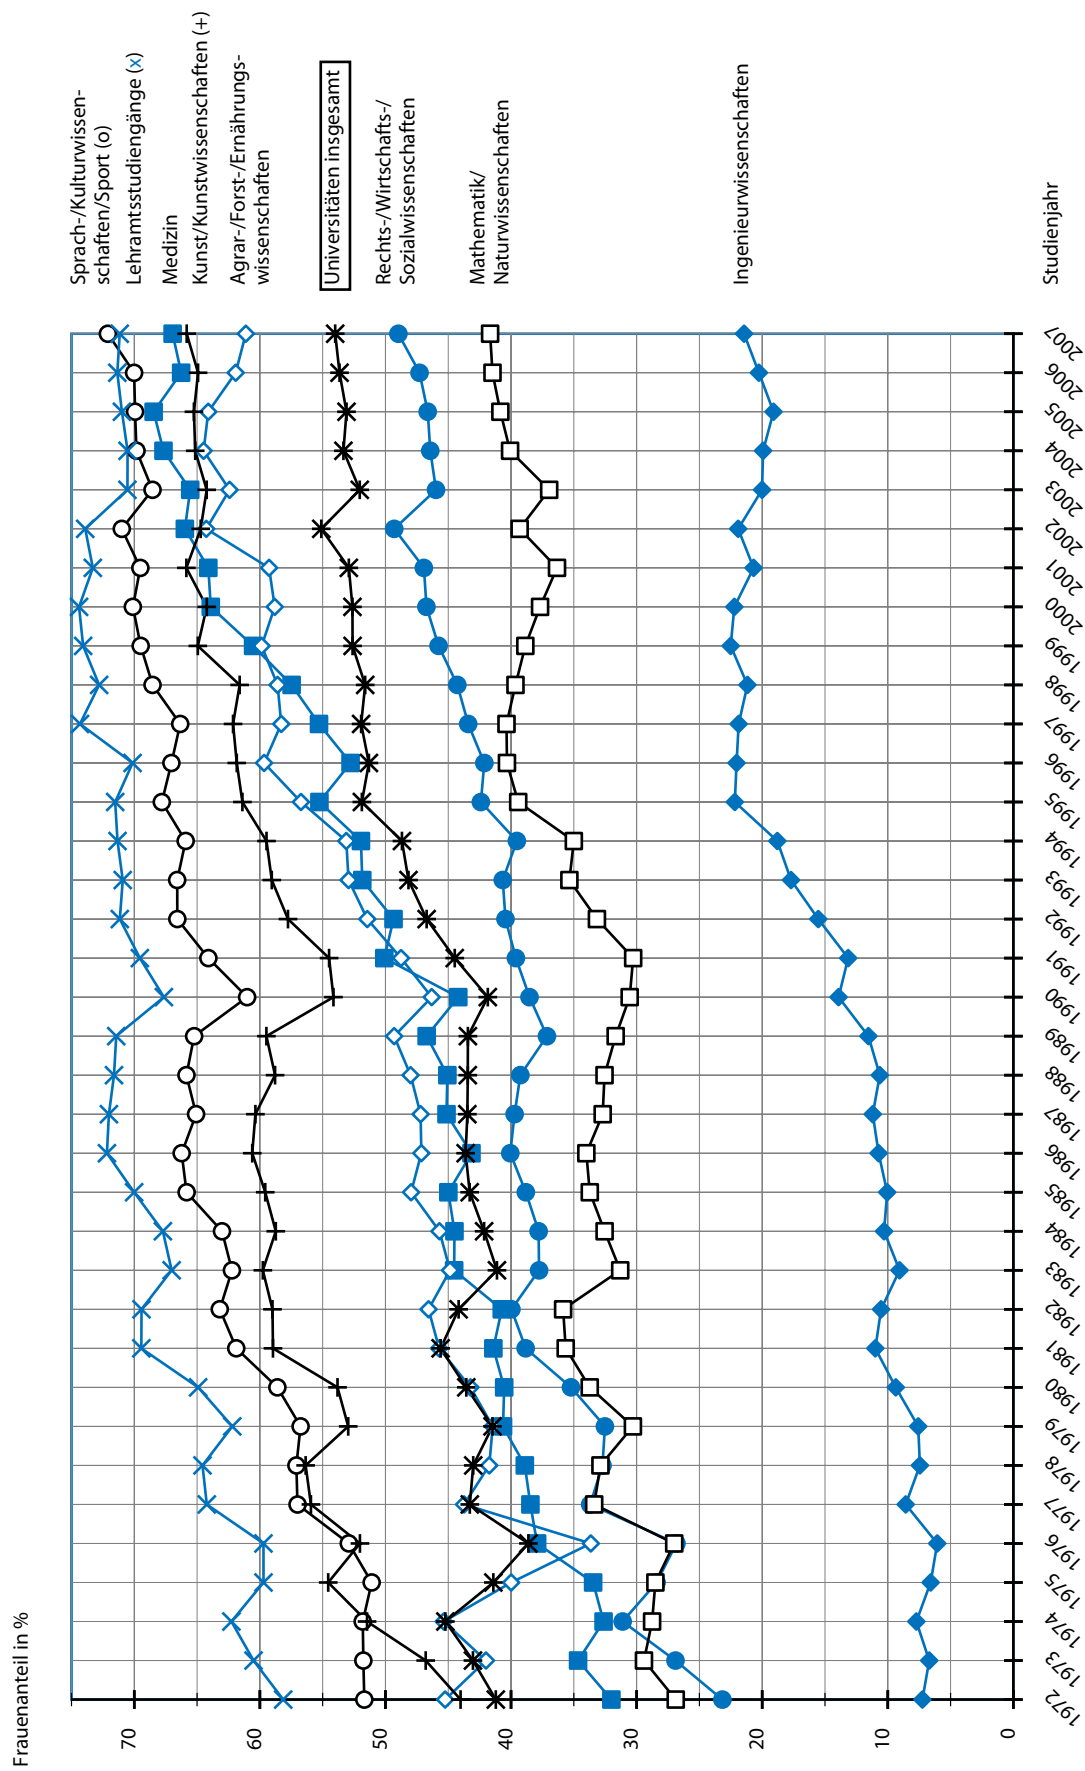 Frauenanteil in %
Sprach-/Kulturwissen-
schaften/Sport (o)
Lehramtsstudiengänge (x)
Medizin
Kunst/Kunstwissenschaften (+)
Agrar-/Forst-/Ernährungs-
wissenschaften
Universitäten insgesamt
Rechts-/Wirtschafts-/
Sozialwissenschaften
Mathematik/
Naturwissenschaften
Ingenieurwissenschaften
Studienjahr
70
60
50
40
30
20
10
0
1972
1973
1974
1975
1976
1977
1978
1979
1980
1981
1982
1983
1984
1985
1986
1987
1988
1989
1990
1991
1992
1993
1994
1995
1996
1997
1998
1999
2000
2001
2002
2003
2004
2005
2006
2007